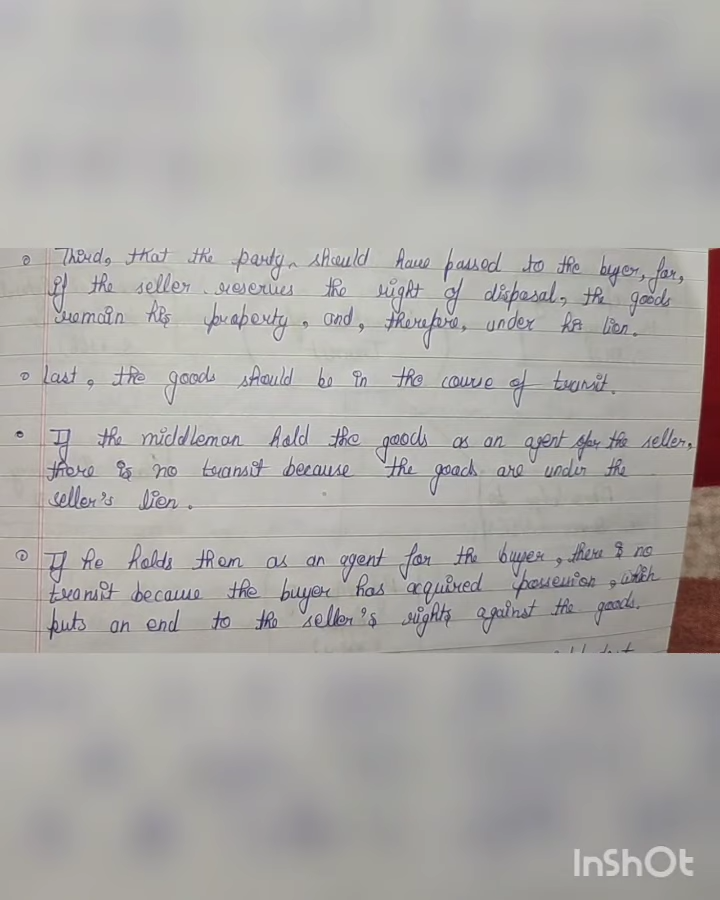 Third, that the party should have passed to the buyer, for,
if the seller reserves the right of disposal, the goods
remain his property, and, therefore, under his lien.
Last, the goods should be in the course of transit.
If the middleman hold the goods as an agent for the seller,
there is no transit because the goods are under the
seller's lien.
If he holds them as an agent for the buyer, there is no
transit because the buyer has acquired possession, which
puts an end to the seller's rights against the goods.
InShOt